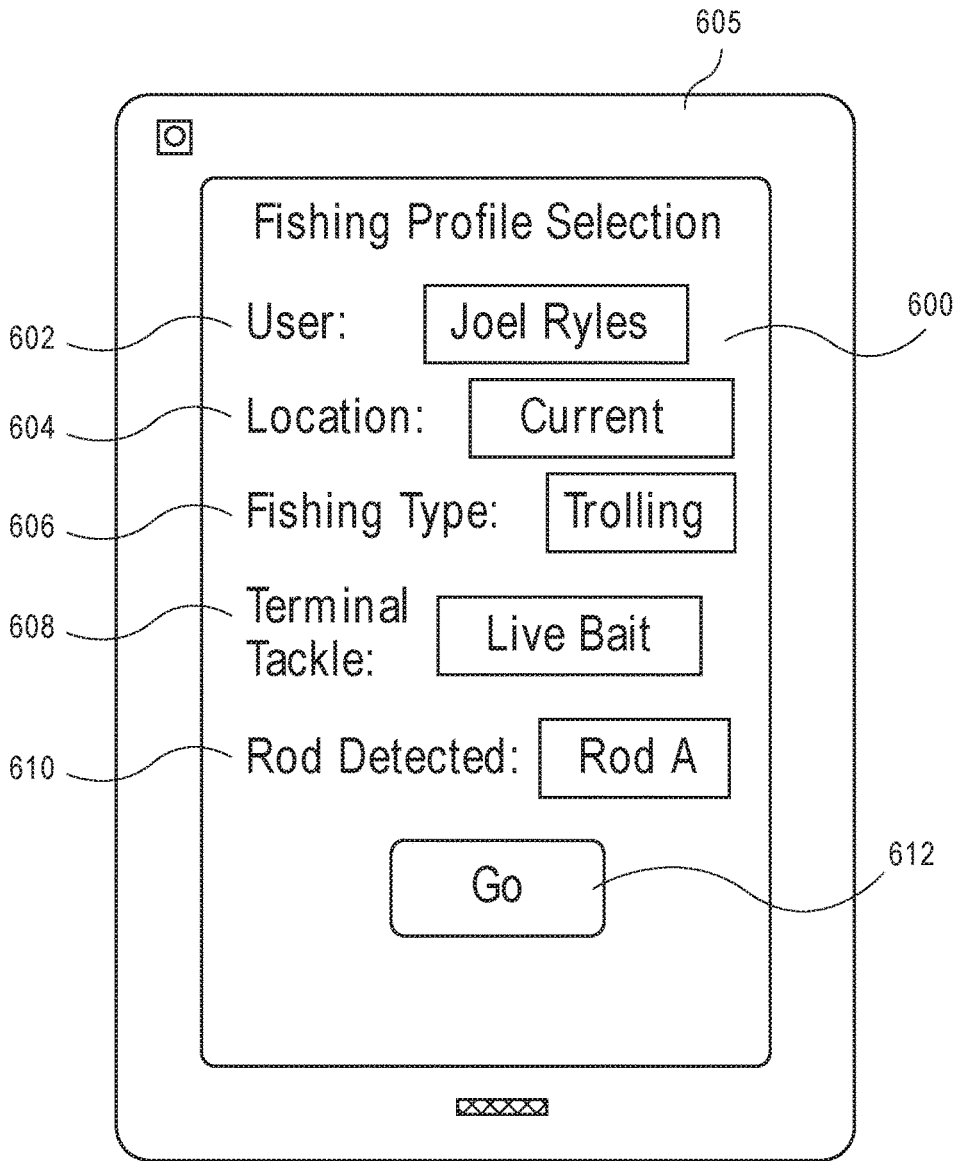 605
Fishing Profile Selection
602 User: Joel Ryles 600
604 Location: Current
606 Fishing Type: Trolling
608 Terminal Tackle: Live Bait
610 Rod Detected: Rod A
Go 612